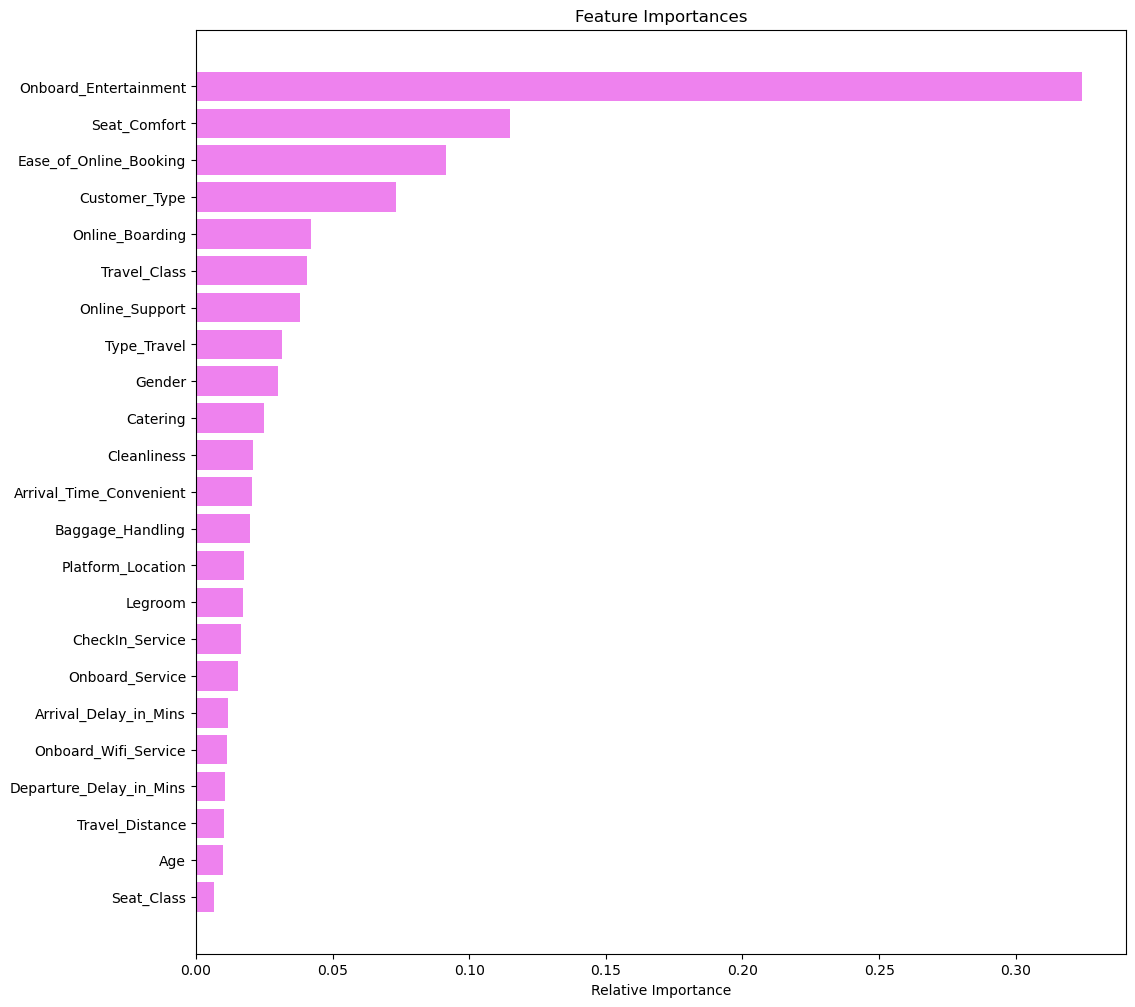 Feature Importances
Onboard_Entertainment
Seat_Comfort
Ease_of_Online_Booking
Customer_Type
Online_Boarding
Travel_Class
Online_Support
Type_Travel
Gender
Catering
Cleanliness
Arrival_Time_Convenient
Baggage_Handling
Platform_Location
Legroom
CheckIn_Service
Onboard_Service
Arrival_Delay_in_Mins
Onboard_Wifi_Service
Departure_Delay_in_Mins
Travel_Distance
Age
Seat_Class
0.00 0.05 0.10 0.15 0.20 0.25 0.30
Relative Importance